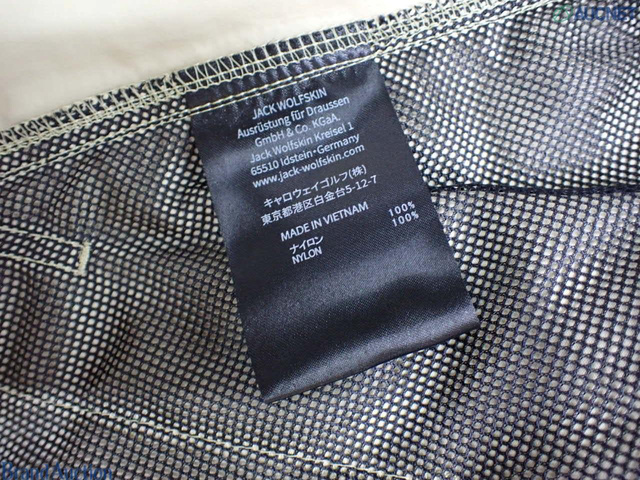 JACK WOLFSKIN
Ausrüstung für Draussen
GmbH & Co. KGaA.
Jack Wolfskin Kreisel 1
65510 Idstein・Germany
www.jack-wolfskin.com
キャロウェイゴルフ(株)
東京都港区白金台5-12-7
MADE IN VIETNAM
ナイロン 100%
NYLON 100%
Brand Auction